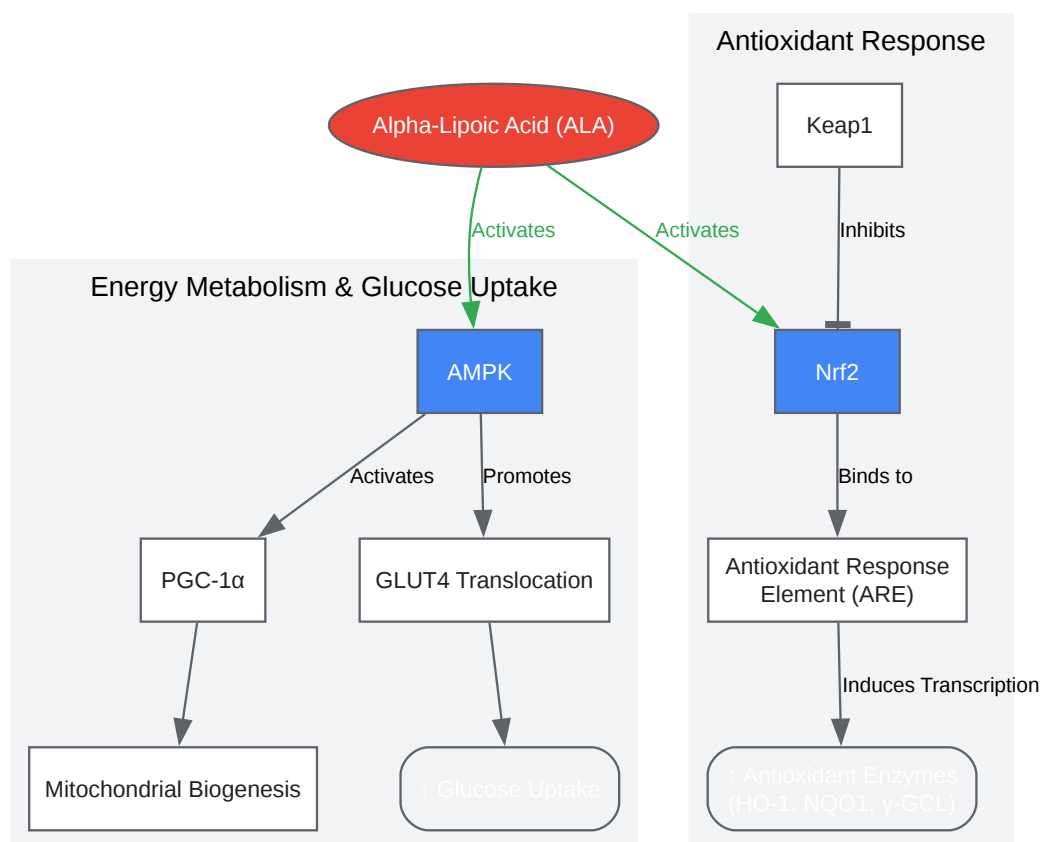 Antioxidant Response
Alpha-Lipoic Acid (ALA)
Keap1
Activates
Activates
Inhibits
Energy Metabolism & Glucose Uptake
AMPK
Nrf2
Activates
Promotes
Binds to
PGC-1α
GLUT4 Translocation
Antioxidant Response
Element (ARE)
Induces Transcription
Mitochondrial Biogenesis
↑ Glucose Uptake
↑ Antioxidant Enzymes
(HO-1, NQO1, γ-GCL)